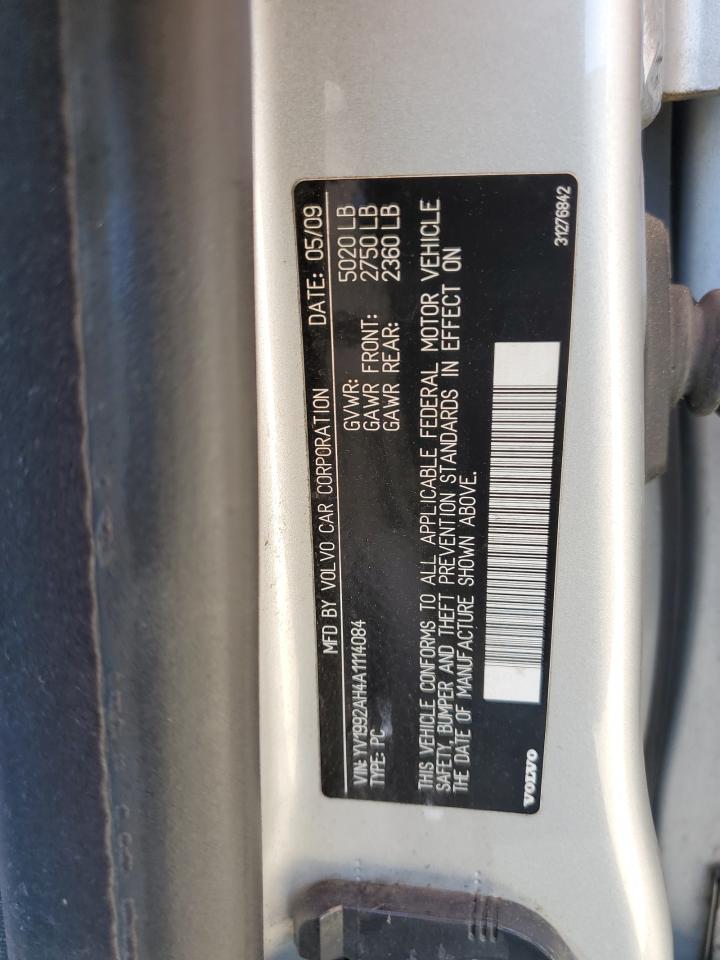 MFD BY VOLVO CAR CORPORATION DATE: 05/09
GVWR: 5020 LB
GAWR FRONT: 2750 LB
GAWR REAR: 2360 LB
VIN: YV1992AH4A1114084
TYPE: PC
THIS VEHICLE CONFORMS TO ALL APPLICABLE FEDERAL MOTOR VEHICLE
SAFETY, BUMPER AND THEFT PREVENTION STANDARDS IN EFFECT ON
THE DATE OF MANUFACTURE SHOWN ABOVE.
VOLVO 31276842